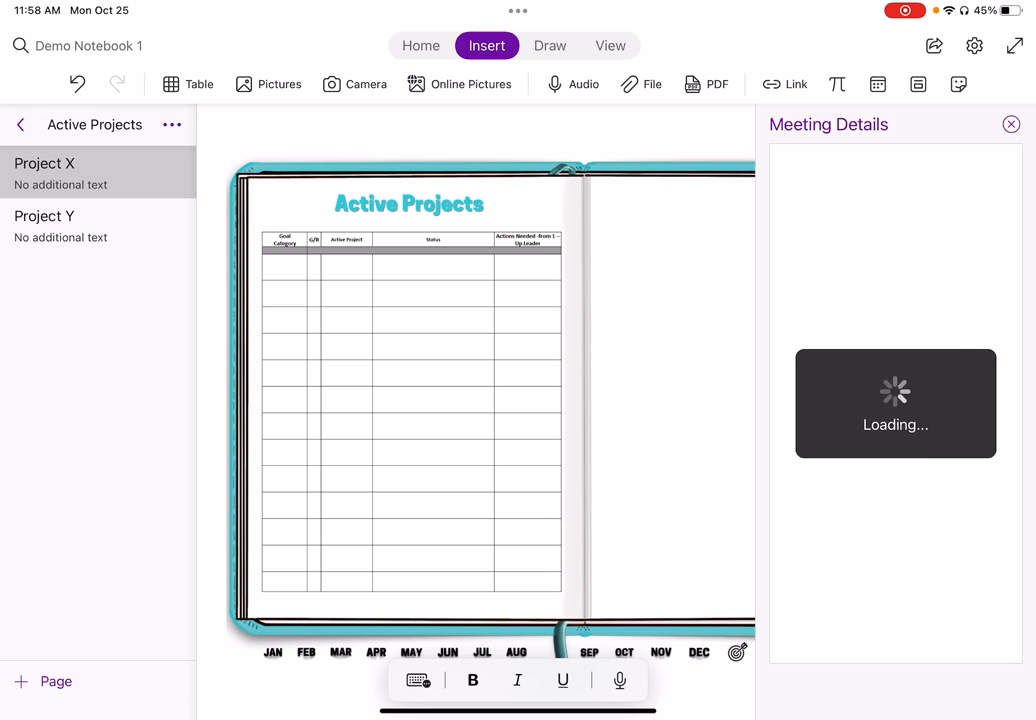 11:58 AM Mon Oct 25
45%
Demo Notebook 1
Home Insert Draw View
Table Pictures Camera Online Pictures Audio File PDF Link
Active Projects
Project X
No additional text
Project Y
No additional text
Page
Active Projects
Goal Category G/R Active Project Status Actions Needed -from 1 - Up Leader
JAN FEB MAR APR MAY JUN JUL AUG SEP OCT NOV DEC
B I U
Meeting Details
Loading...